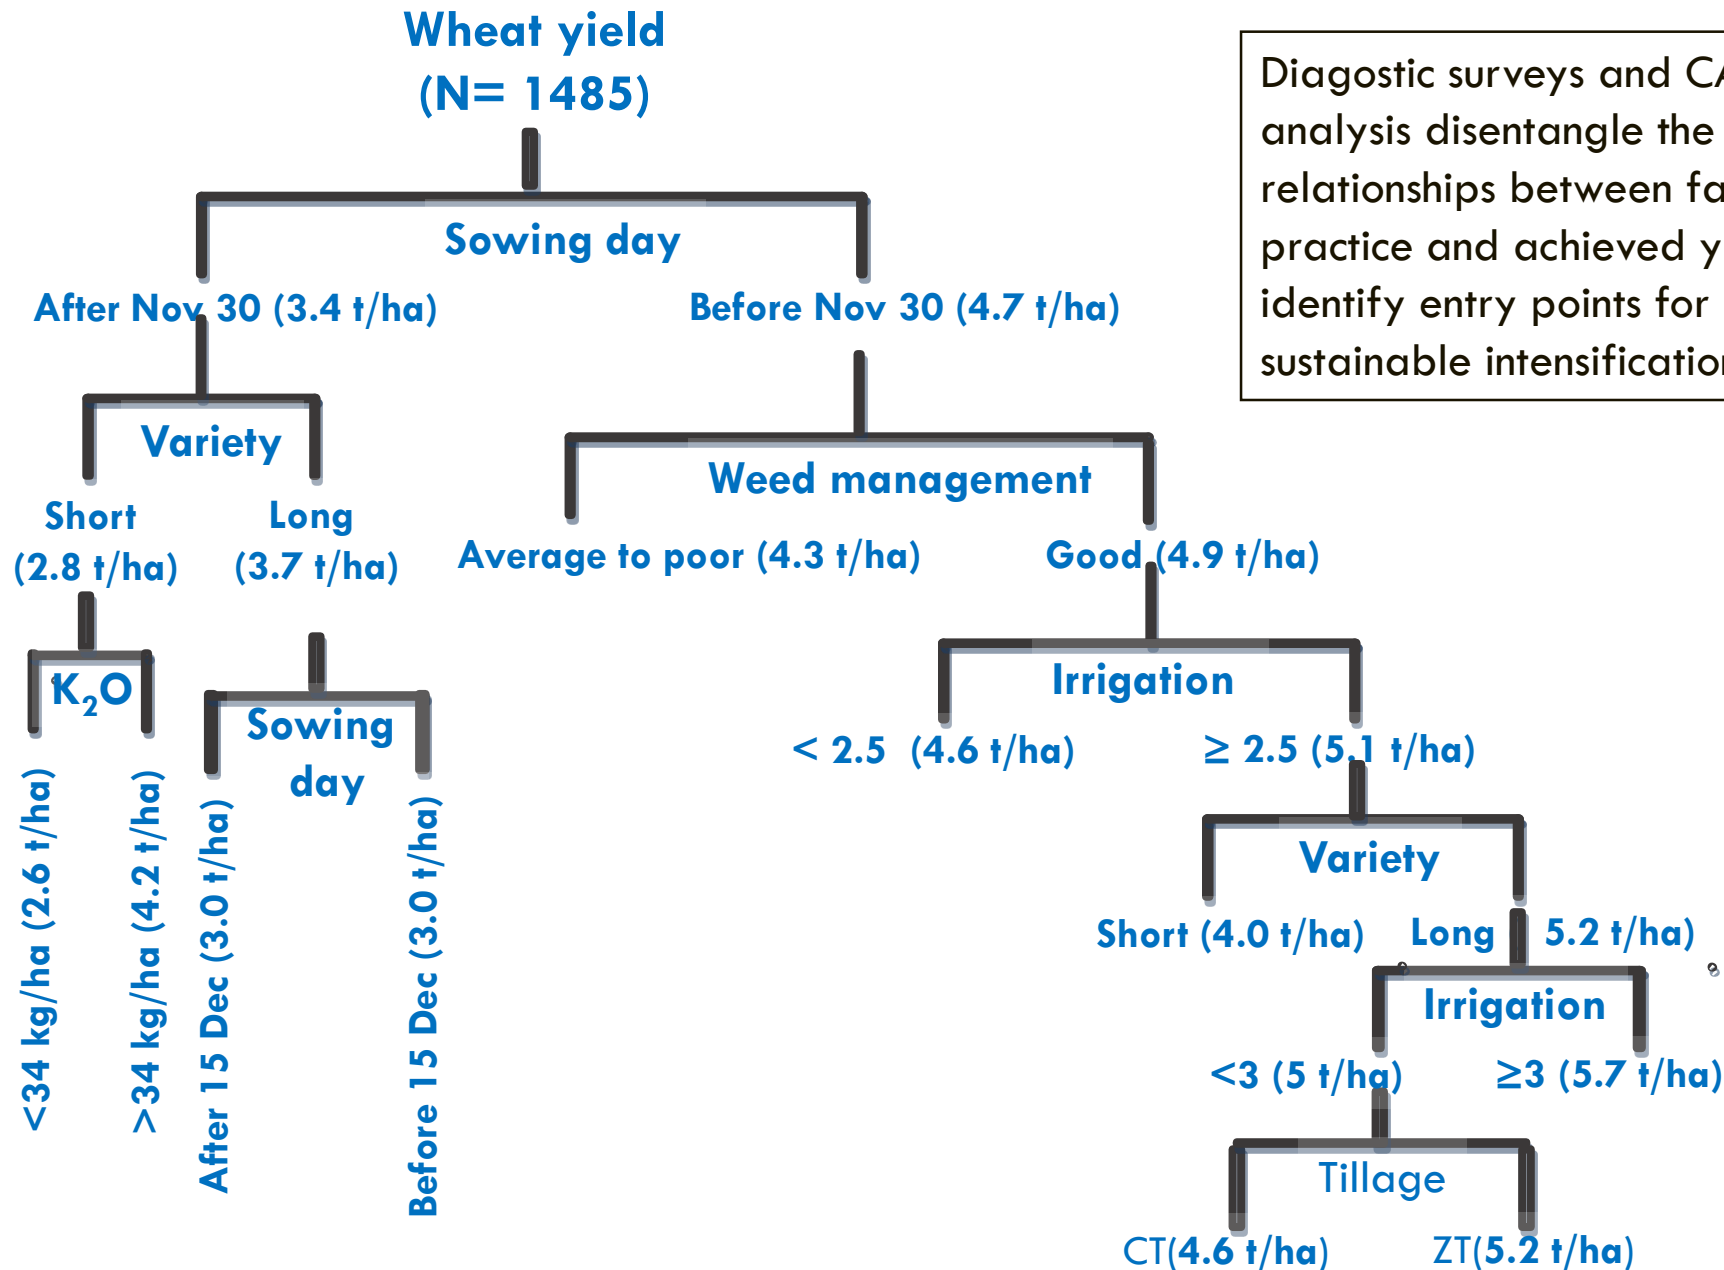 Wheat yield
(N= 1485)
Diagostic surveys and
analysis disentangle the
relationships between
practice and achieved
identify entry points for
sustainable
Sowing day
After Nov 30 (3.4 t/ha)
Before Nov 30 (4.7 t/ha)
Variety
Weed management
Short
(2.8 t/ha)
Long
(3.7 t/ha)
Average to poor (4.3 t/ha)
Good (4.9 t/ha)
K₂O
Sowing
day
Irrigation
< 2.5 (4.6 t/ha)
≥ 2.5 (5.1 t/ha)
<34 kg/ha (2.6 t/ha)
>34 kg/ha (4.2 t/ha)
After 15 Dec (3.0 t/ha)
Before 15 Dec (3.0 t/ha)
Variety
Short (4.0 t/ha)
Long 5.2 t/ha)
Irrigation
<3 (5 t/ha)
≥3 (5.7 t/ha)
Tillage
CT(4.6 t/ha)
ZT(5.2 t/ha)